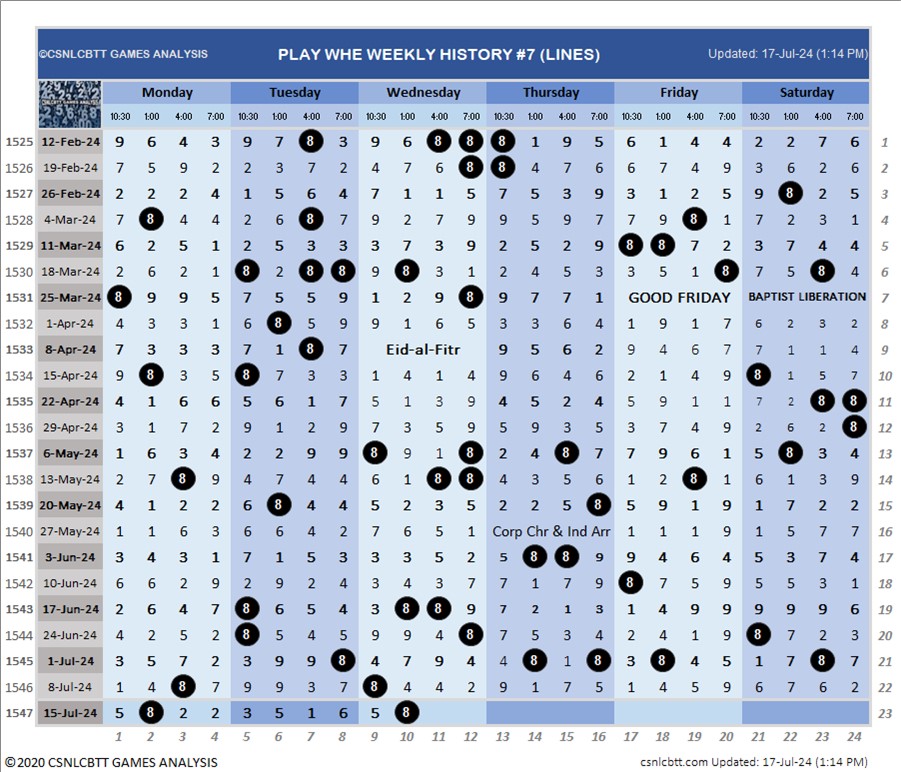 ©CSNLCBTT GAMES ANALYSIS PLAY WHE WEEKLY HISTORY #7 (LINES) Updated: 17-Jul-24 (1:14 PM)
Monday Tuesday Wednesday Thursday Friday Saturday
10:30 1:00 4:00 7:00 10:30 1:00 4:00 7:00 10:30 1:00 4:00 7:00 10:30 1:00 4:00 7:00 10:30 1:00 4:00 7:00 10:30 1:00 4:00 7:00
1525 12-Feb-24 9 6 4 3 9 7 8 3 9 6 8 8 8 1 9 5 6 1 4 4 2 2 7 6 1
1526 19-Feb-24 7 5 9 2 2 3 7 2 4 7 6 8 8 4 7 6 6 7 4 9 3 6 2 6 2
1527 26-Feb-24 2 2 2 4 1 5 6 4 7 1 1 5 7 5 3 9 3 1 2 5 9 8 2 5 3
1528 4-Mar-24 7 8 4 4 2 6 8 7 9 2 7 9 9 5 9 7 7 9 8 1 7 2 3 1 4
1529 11-Mar-24 6 2 5 1 2 5 3 3 3 7 3 9 2 5 2 9 8 8 7 2 3 7 4 4 5
1530 18-Mar-24 2 6 2 1 8 2 8 8 9 8 3 1 2 4 5 3 3 5 1 8 7 5 8 4 6
1531 25-Mar-24 8 9 9 5 7 5 5 9 1 2 9 8 9 7 7 1 GOOD FRIDAY BAPTIST LIBERATION 7
1532 1-Apr-24 4 3 3 1 6 8 5 9 9 1 6 5 3 3 6 4 1 9 1 7 6 2 3 2 8
1533 8-Apr-24 7 3 3 3 7 1 8 7 Eid-al-Fitr 9 5 6 2 9 4 6 7 7 1 1 4 9
1534 15-Apr-24 9 8 3 5 8 7 3 3 1 4 1 4 9 6 4 6 2 1 4 9 8 1 5 7 10
1535 22-Apr-24 4 1 6 6 5 6 1 7 5 1 3 9 4 5 2 4 5 9 1 1 7 2 8 8 11
1536 29-Apr-24 3 1 7 2 9 1 2 9 7 3 5 9 5 9 3 5 3 7 4 9 2 6 2 8 12
1537 6-May-24 1 6 3 4 2 2 9 9 8 9 1 8 2 4 8 7 7 9 6 1 5 8 3 4 13
1538 13-May-24 2 7 8 9 4 7 4 4 6 1 8 8 4 3 5 6 1 2 8 1 6 1 3 9 14
1539 20-May-24 4 1 2 2 6 8 4 4 5 2 3 5 2 2 5 8 5 9 1 9 1 7 2 2 15
1540 27-May-24 1 1 6 3 6 6 4 2 7 6 5 1 Corp Chr & Ind Arr 1 1 1 9 1 5 7 7 16
1541 3-Jun-24 3 4 3 1 7 1 5 3 3 3 5 2 5 8 8 9 9 4 6 4 5 3 7 4 17
1542 10-Jun-24 6 6 2 9 2 9 2 4 3 4 3 7 7 1 7 9 8 7 5 9 5 5 3 1 18
1543 17-Jun-24 2 6 4 7 8 6 5 4 3 8 8 9 7 2 1 3 1 4 9 9 9 9 9 6 19
1544 24-Jun-24 4 2 5 2 8 5 4 5 9 9 4 8 7 5 3 4 2 4 1 9 8 7 2 3 20
1545 1-Jul-24 3 5 7 2 3 9 9 8 4 7 9 4 4 8 1 8 3 8 4 5 1 7 8 7 21
1546 8-Jul-24 1 4 8 7 9 9 3 7 8 4 4 2 9 1 7 5 1 4 5 9 6 7 6 2 22
1547 15-Jul-24 5 8 2 2 3 5 1 6 5 8 23
1 2 3 4 5 6 7 8 9 10 11 12 13 14 15 16 17 18 19 20 21 22 23 24
©2020 CSNLCBTT GAMES ANALYSIS csnlcbtt.com Updated: 17-Jul-24 (1:14 PM)